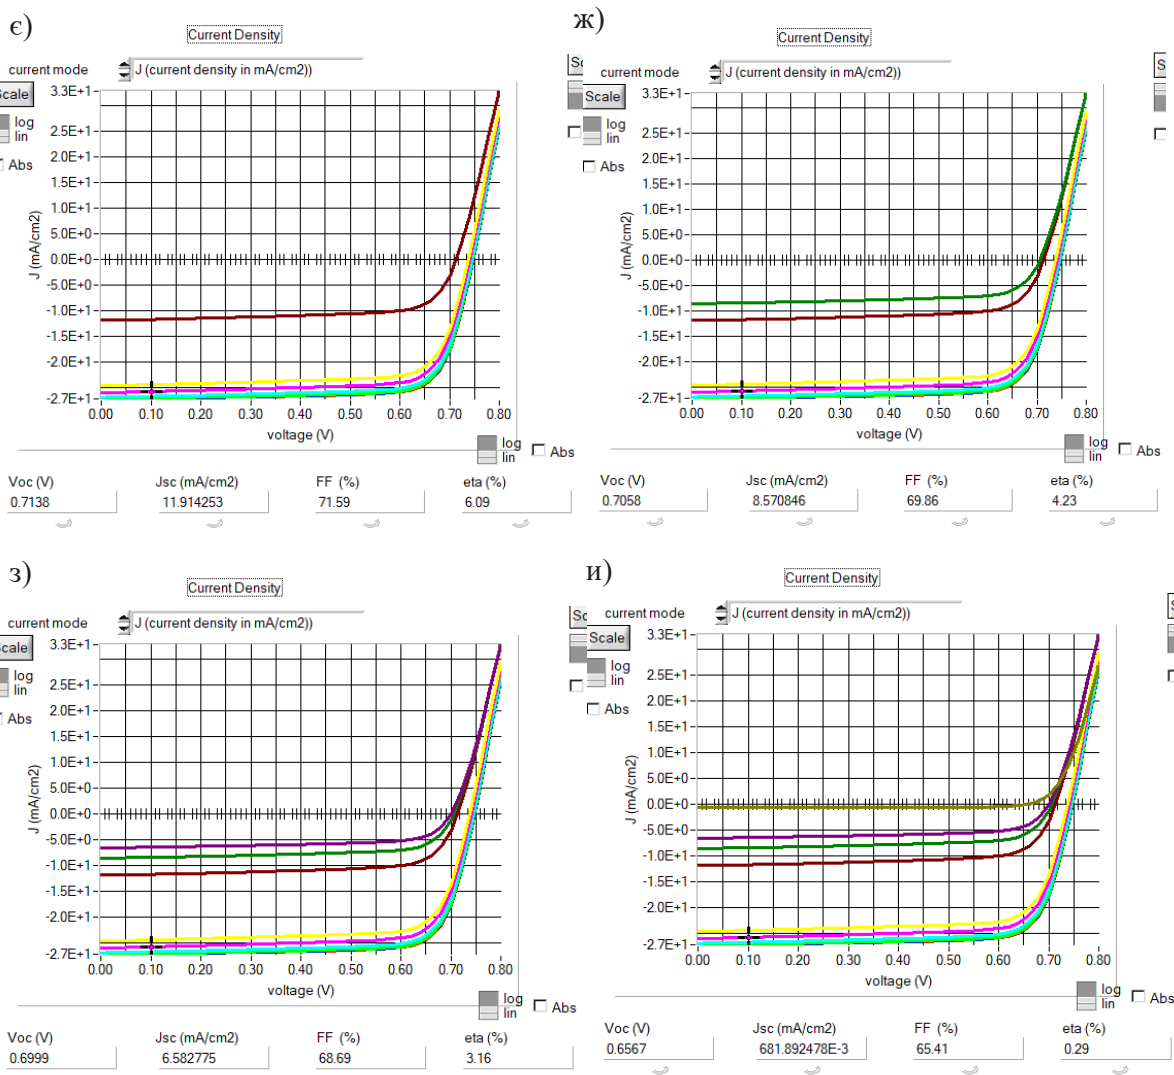 є)
Current Density
current mode
J (current density in mA/cm2))
Scale
log
lin
Abs
3.3E+1
2.5E+1
2.0E+1
1.5E+1
1.0E+1
5.0E+0
0.0E+0
-5.0E+0
-1.0E+1
-1.5E+1
-2.0E+1
-2.7E+1
J (mA/cm2)
0.00 0.10 0.20 0.30 0.40 0.50 0.60 0.70 0.80
voltage (V)
log
lin
Abs
Voc (V) Jsc (mA/cm2) FF (%) eta (%)
0.7138 11.914253 71.59 6.09
ж)
Current Density
current mode
J (current density in mA/cm2))
Scale
log
lin
Abs
3.3E+1
2.5E+1
2.0E+1
1.5E+1
1.0E+1
5.0E+0
0.0E+0
-5.0E+0
-1.0E+1
-1.5E+1
-2.0E+1
-2.7E+1
J (mA/cm2)
0.00 0.10 0.20 0.30 0.40 0.50 0.60 0.70 0.80
voltage (V)
log
lin
Abs
Voc (V) Jsc (mA/cm2) FF (%) eta (%)
0.7058 8.570846 69.86 4.23
з)
Current Density
current mode
J (current density in mA/cm2))
Scale
log
lin
Abs
3.3E+1
2.5E+1
2.0E+1
1.5E+1
1.0E+1
5.0E+0
0.0E+0
-5.0E+0
-1.0E+1
-1.5E+1
-2.0E+1
-2.7E+1
J (mA/cm2)
0.00 0.10 0.20 0.30 0.40 0.50 0.60 0.70 0.80
voltage (V)
log
lin
Abs
Voc (V) Jsc (mA/cm2) FF (%) eta (%)
0.6999 6.582775 68.69 3.16
и)
Current Density
current mode
J (current density in mA/cm2))
Scale
log
lin
Abs
3.3E+1
2.5E+1
2.0E+1
1.5E+1
1.0E+1
5.0E+0
0.0E+0
-5.0E+0
-1.0E+1
-1.5E+1
-2.0E+1
-2.7E+1
J (mA/cm2)
0.00 0.10 0.20 0.30 0.40 0.50 0.60 0.70 0.80
voltage (V)
log
lin
Abs
Voc (V) Jsc (mA/cm2) FF (%) eta (%)
0.6567 681.892478E-3 65.41 0.29